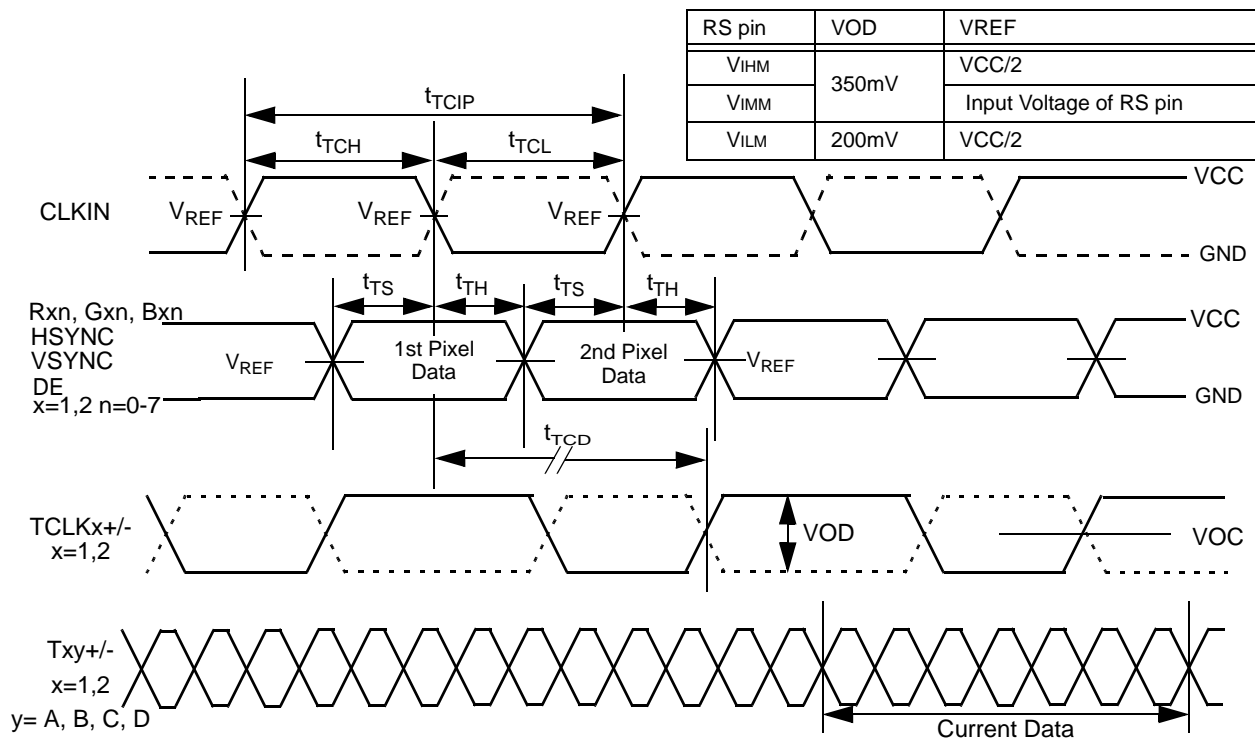 RS pin VOD VREF
VIHM 350mV VCC/2
VIMM Input Voltage of RS pin
VILM 200mV VCC/2
tTCIP
tTCH tTCL
CLKIN VREF VREF VREF VCC
GND
tTS tTH tTS tTH
Rxn, Gxn, Bxn
HSYNC
VSYNC
DE
x=1,2 n=0-7
VREF
1st Pixel
Data
2nd Pixel
Data
VREF
VCC
GND
tTCD
TCLKx+/-
x=1,2
VOD
VOC
Txy+/-
x=1,2
y= A, B, C, D
Current Data